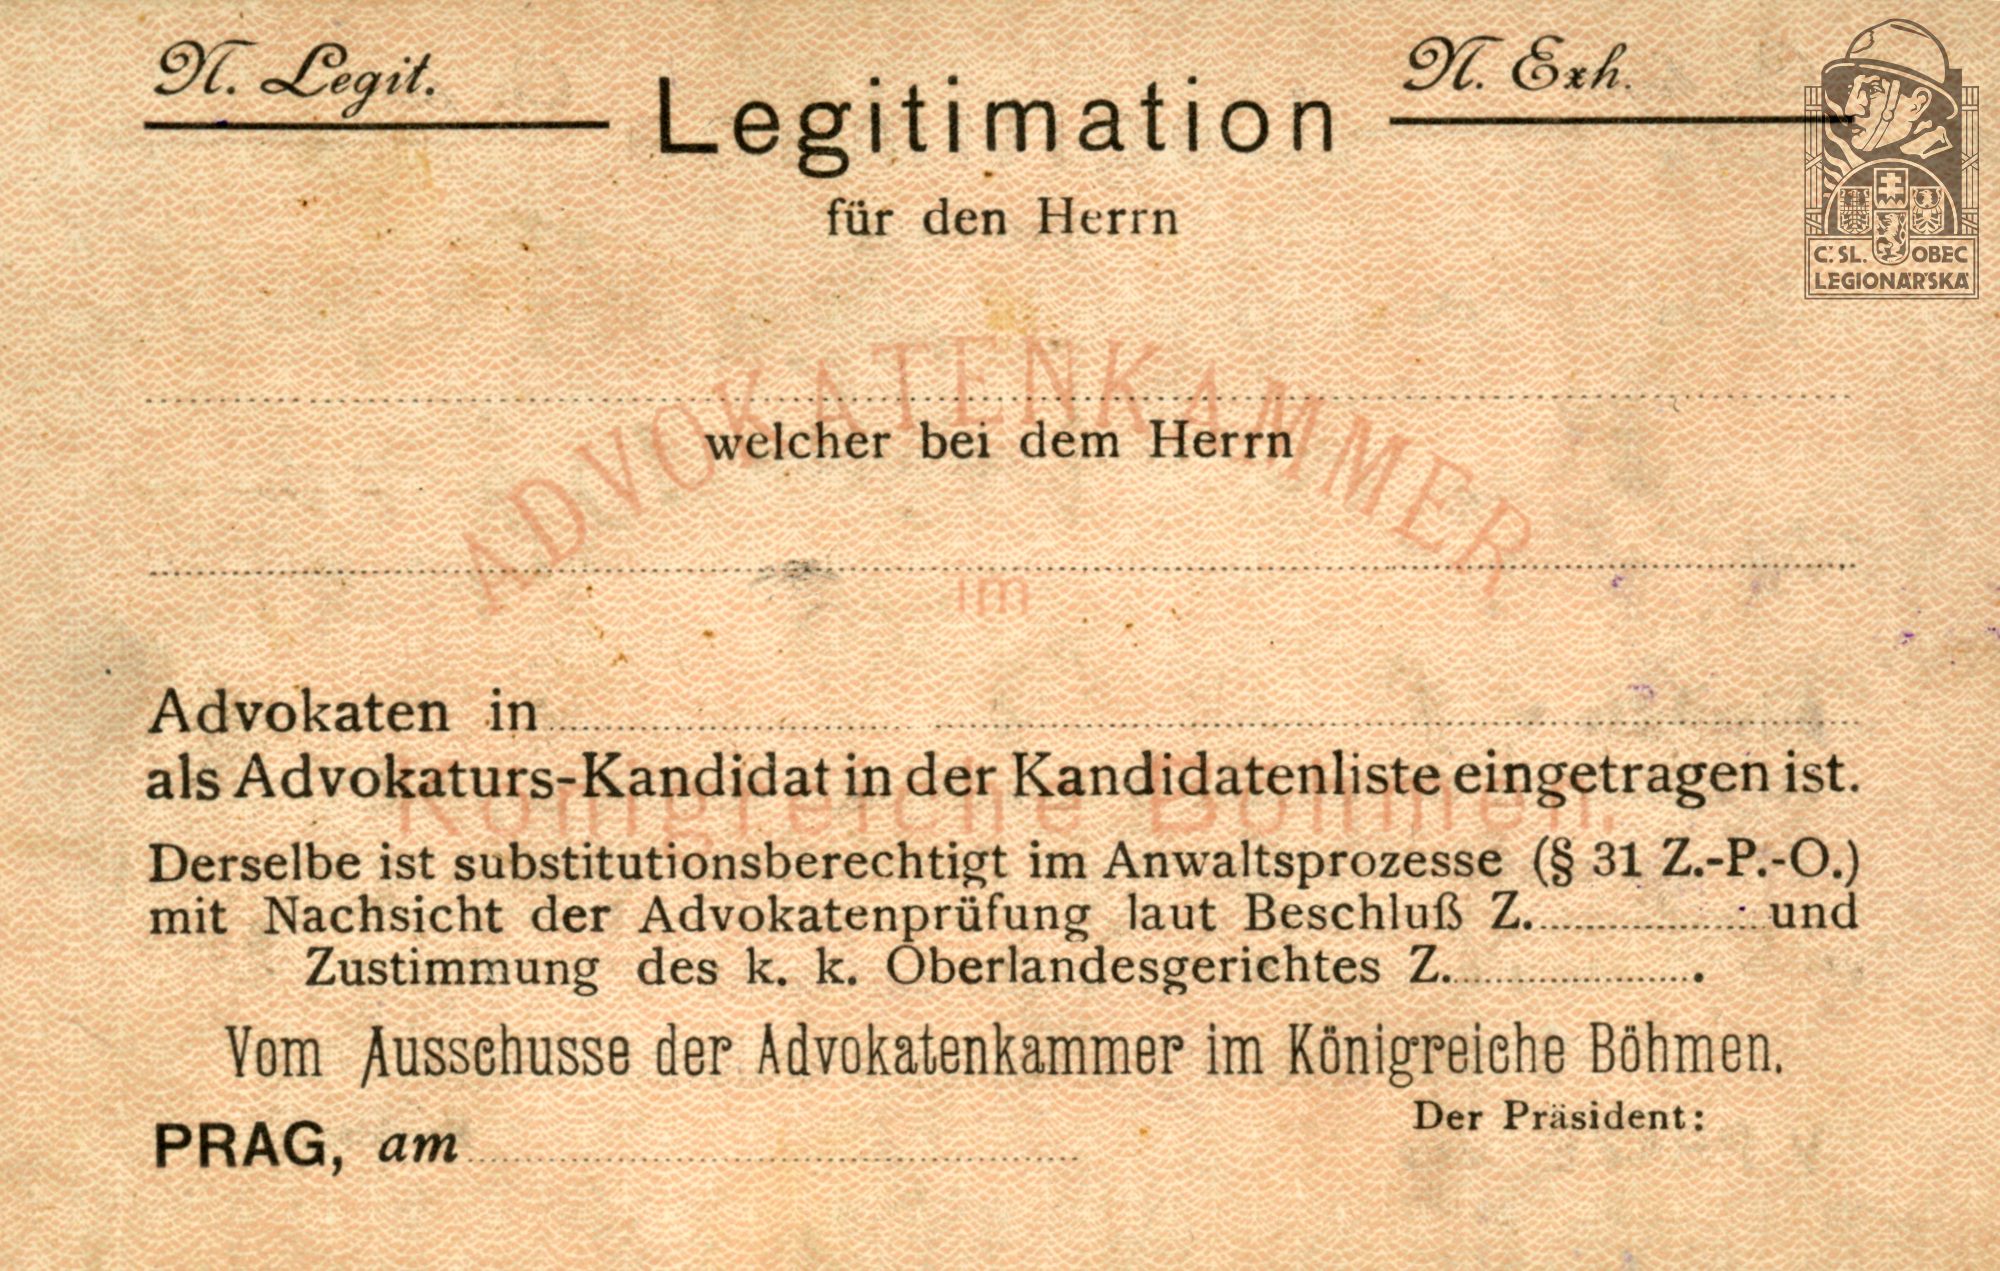 N. Legit.
Legitimation
N. Exh.
für den Herrn
C. SL. OBEC
LEGIONÁŘSKÁ
ADVOKATENKAMMER
welcher bei dem Herrn
im
Advokaten in
als Advokaturs-Kandidat in der Kandidatenliste eingetragen ist.
Königreiche Böhmen.
Derselbe ist substitutionsberechtigt im Anwaltsprozesse (§ 31 Z.-P.-O.)
mit Nachsicht der Advokatenprüfung laut Beschluß Z. und
Zustimmung des k. k. Oberlandesgerichtes Z.
Vom Ausschusse der Advokatenkammer im Königreiche Böhmen.
Der Präsident:
PRAG, am